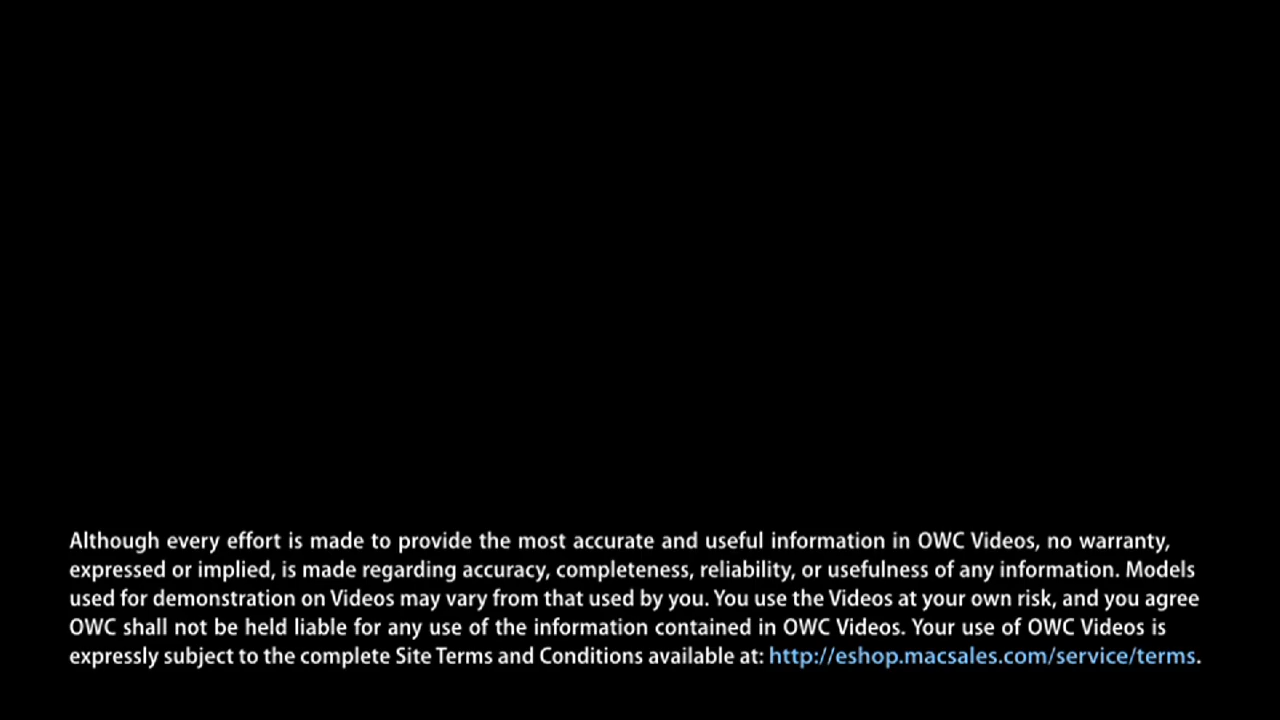 Although every effort is made to provide the most accurate and useful information in OWC Videos, no warranty,
expressed or implied, is made regarding accuracy, completeness, reliability, or usefulness of any information. Models
used for demonstration on Videos may vary from that used by you. You use the Videos at your own risk, and you agree
OWC shall not be held liable for any use of the information contained in OWC Videos. Your use of OWC Videos is
expressly subject to the complete Site Terms and Conditions available at: http://eshop.macsales.com/service/terms.